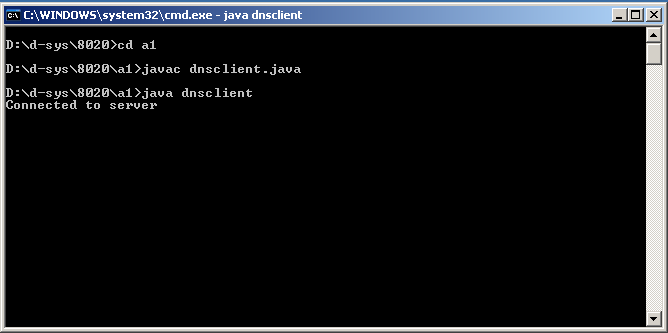 C:\WINDOWS\system32\cmd.exe - java dnsclient
D:\d-sys\8020>cd a1
D:\d-sys\8020\a1>javac dnsclient.java
D:\d-sys\8020\a1>java dnsclient
Connected to server